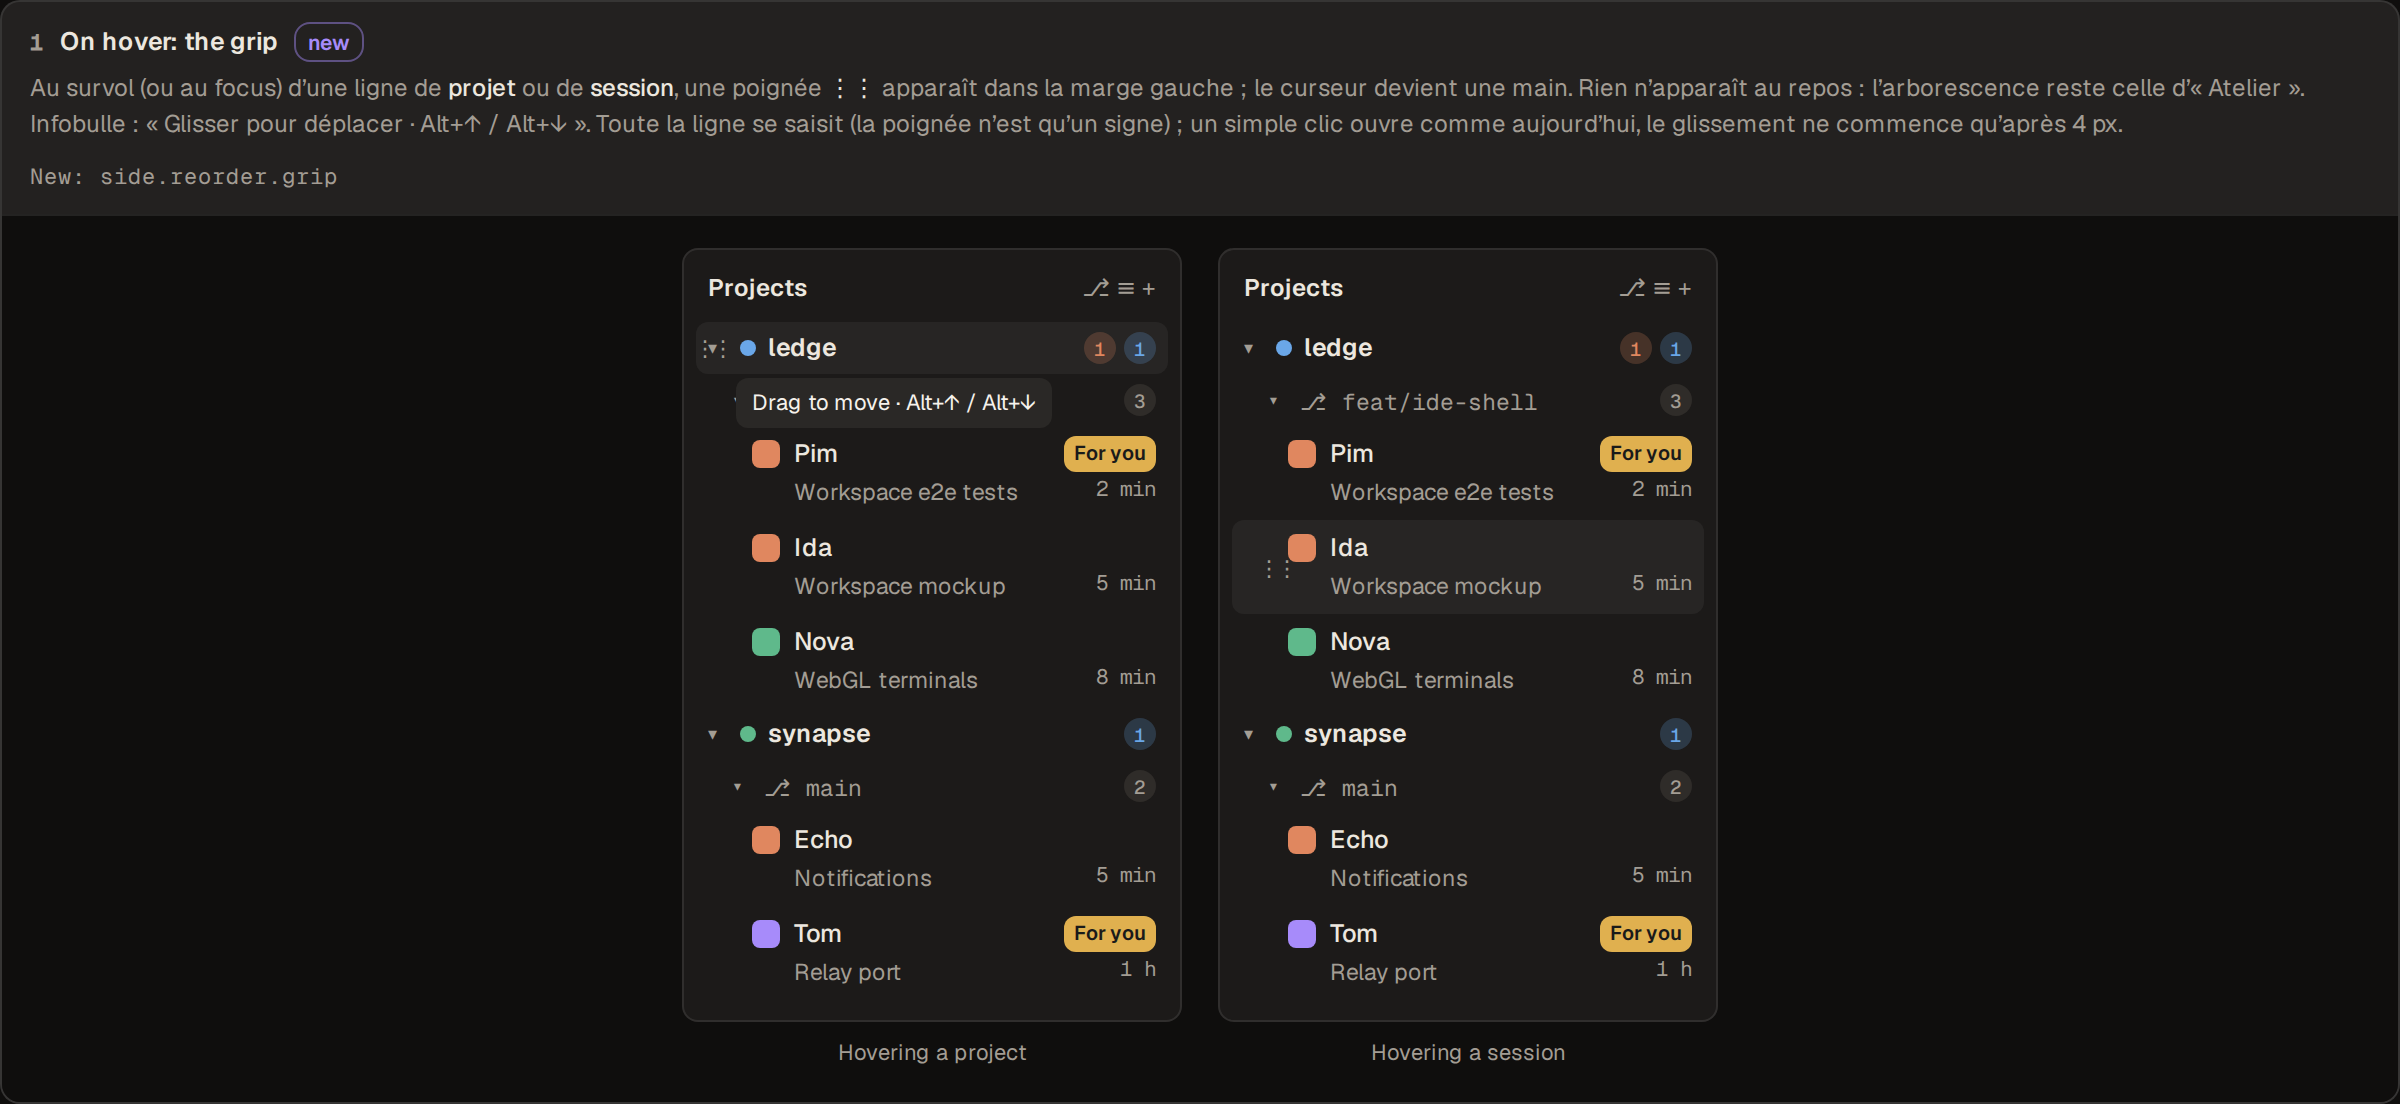 1 On hover: the grip new
Au survol (ou au focus) d’une ligne de projet ou de session, une poignée ⋮⋮ apparaît dans la marge gauche ; le curseur devient une main. Rien n’apparaît au repos : l’arborescence reste celle d’« Atelier ».
Infobulle : « Glisser pour déplacer · Alt+↑ / Alt+↓ ». Toute la ligne se saisit (la poignée n’est qu’un signe) ; un simple clic ouvre comme aujourd’hui, le glissement ne commence qu’après 4 px.
New: side.reorder.grip
Projects ⎇ ≡ +
⋮⋮ ▾ ledge 1 1
Drag to move · Alt+↑ / Alt+↓ 3
Pim For you
Workspace e2e tests 2 min
Ida
Workspace mockup 5 min
Nova
WebGL terminals 8 min
▾ synapse 1
▾ ⎇ main 2
Echo
Notifications 5 min
Tom For you
Relay port 1 h
Hovering a project
Projects ⎇ ≡ +
▾ ledge 1 1
▾ ⎇ feat/ide-shell 3
Pim For you
Workspace e2e tests 2 min
Ida
⋮⋮ Workspace mockup 5 min
Nova
WebGL terminals 8 min
▾ synapse 1
▾ ⎇ main 2
Echo
Notifications 5 min
Tom For you
Relay port 1 h
Hovering a session